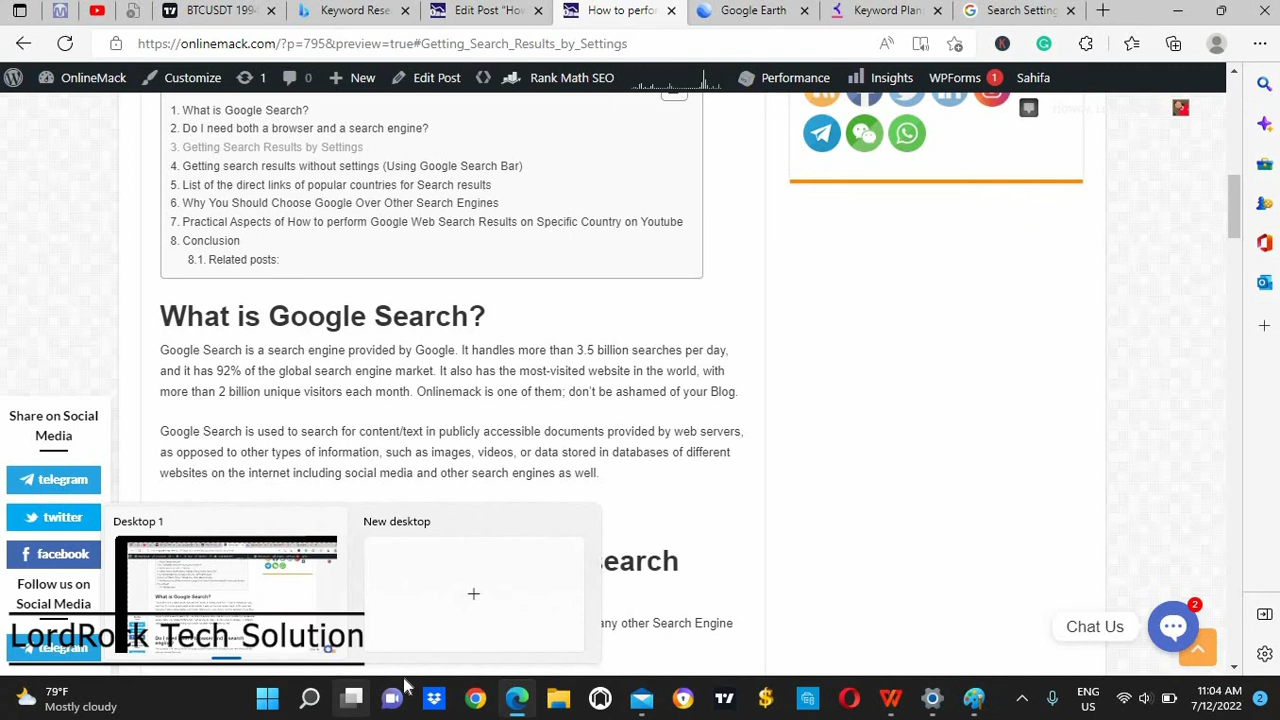 BTCUSDT 199
Keyword Rese
Edit Post "How
How to perfor
Google Earth
Keyword Plan
Search Setting
https://onlinemack.com/?p=795&preview=true#Getting_Search_Results_by_Settings
OnlineMack
Customize
1
New
Edit Post
Rank Math SEO
Performance
Insights
WPForms 1
Sahifa
1. What is Google Search?
2. Do I need both a browser and a search engine?
3. Getting Search Results by Settings
4. Getting search results without settings (Using Google Search Bar)
5. List of the direct links of popular countries for Search results
6. Why You Should Choose Google Over Other Search Engines
7. Practical Aspects of How to perform Google Web Search Results on Specific Country on Youtube
8. Conclusion
8.1. Related posts:
What is Google Search?
Google Search is a search engine provided by Google. It handles more than 3.5 billion searches per day,
and it has 92% of the global search engine market. It also has the most-visited website in the world, with
more than 2 billion unique visitors each month. Onlinemack is one of them; don't be ashamed of your Blog.
Google Search is used to search for content/text in publicly accessible documents provided by web servers,
as opposed to other types of information, such as images, videos, or data stored in databases of different
websites on the internet including social media and other search engines as well.
Share on Social
Media
telegram
twitter
facebook
Follow us on
Social Media
telegram
Desktop 1
New desktop
What is Google Search?
earch
any other Search Engine
LordRock Tech Solution
Chat Us
2
79°F
Mostly cloudy
ENG
US
11:04 AM
7/12/2022
2